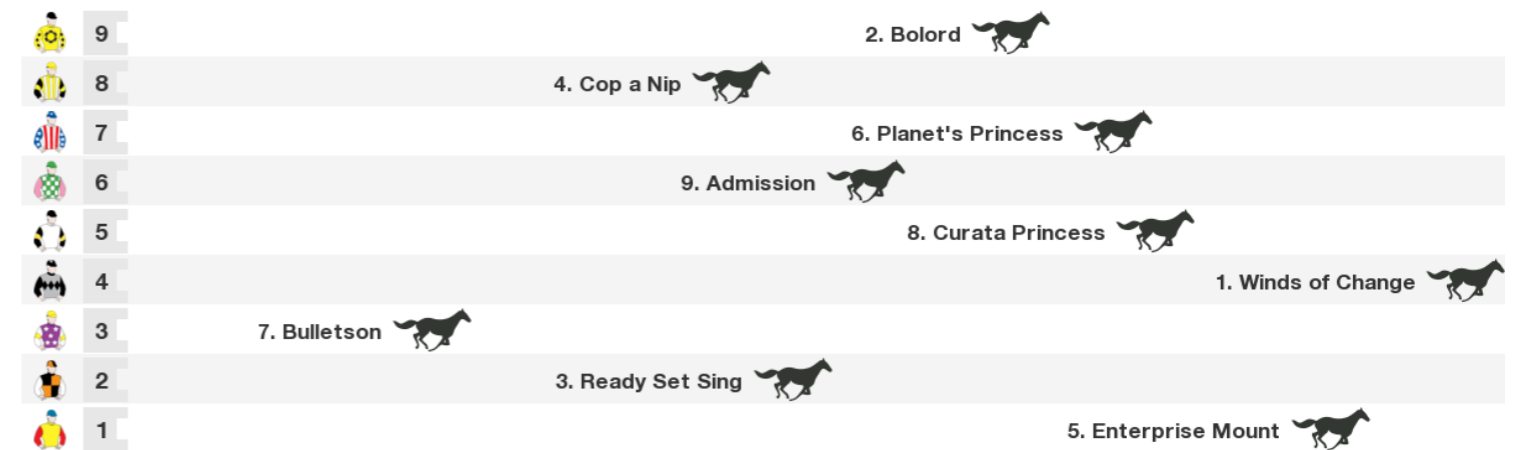 9 2. Bolord
8 4. Cop a Nip
7 6. Planet's Princess
6 9. Admission
5 8. Curata Princess
4 1. Winds of Change
3 7. Bulletson
2 3. Ready Set Sing
1 5. Enterprise Mount